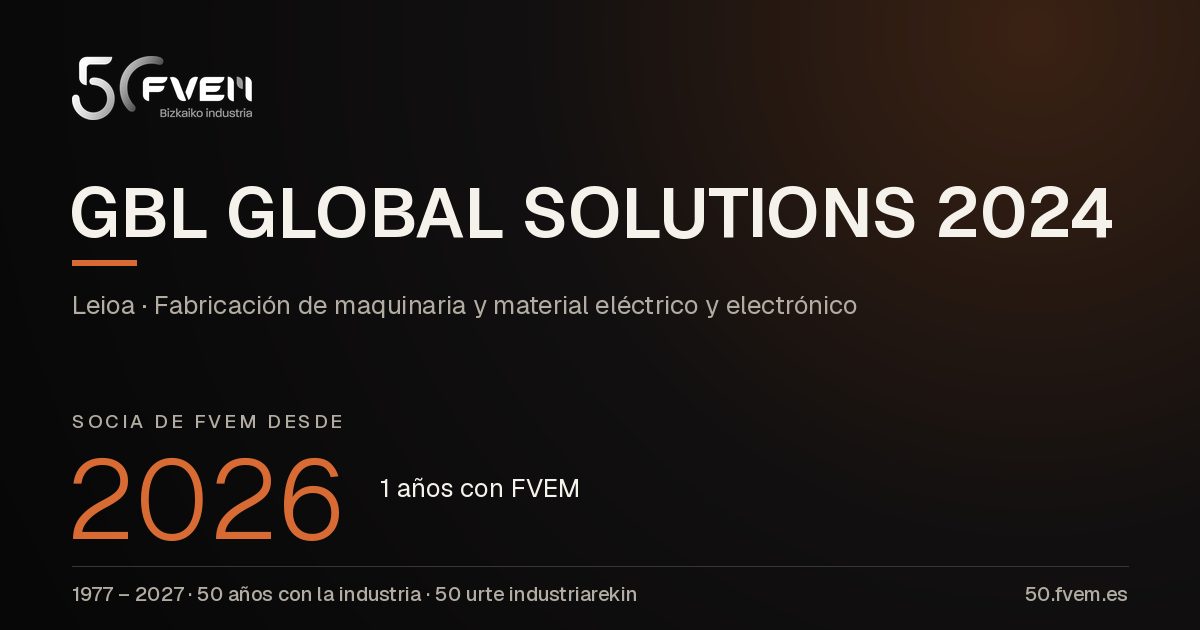 50 FVEM
Bizkaiko industria
GBL GLOBAL SOLUTIONS 2024
Leioa · Fabricación de maquinaria y material eléctrico y electrónico
SOCIA DE FVEM DESDE
2026
1 años con FVEM
1977 – 2027 · 50 años con la industria · 50 urte industriarekin
50.fvem.es